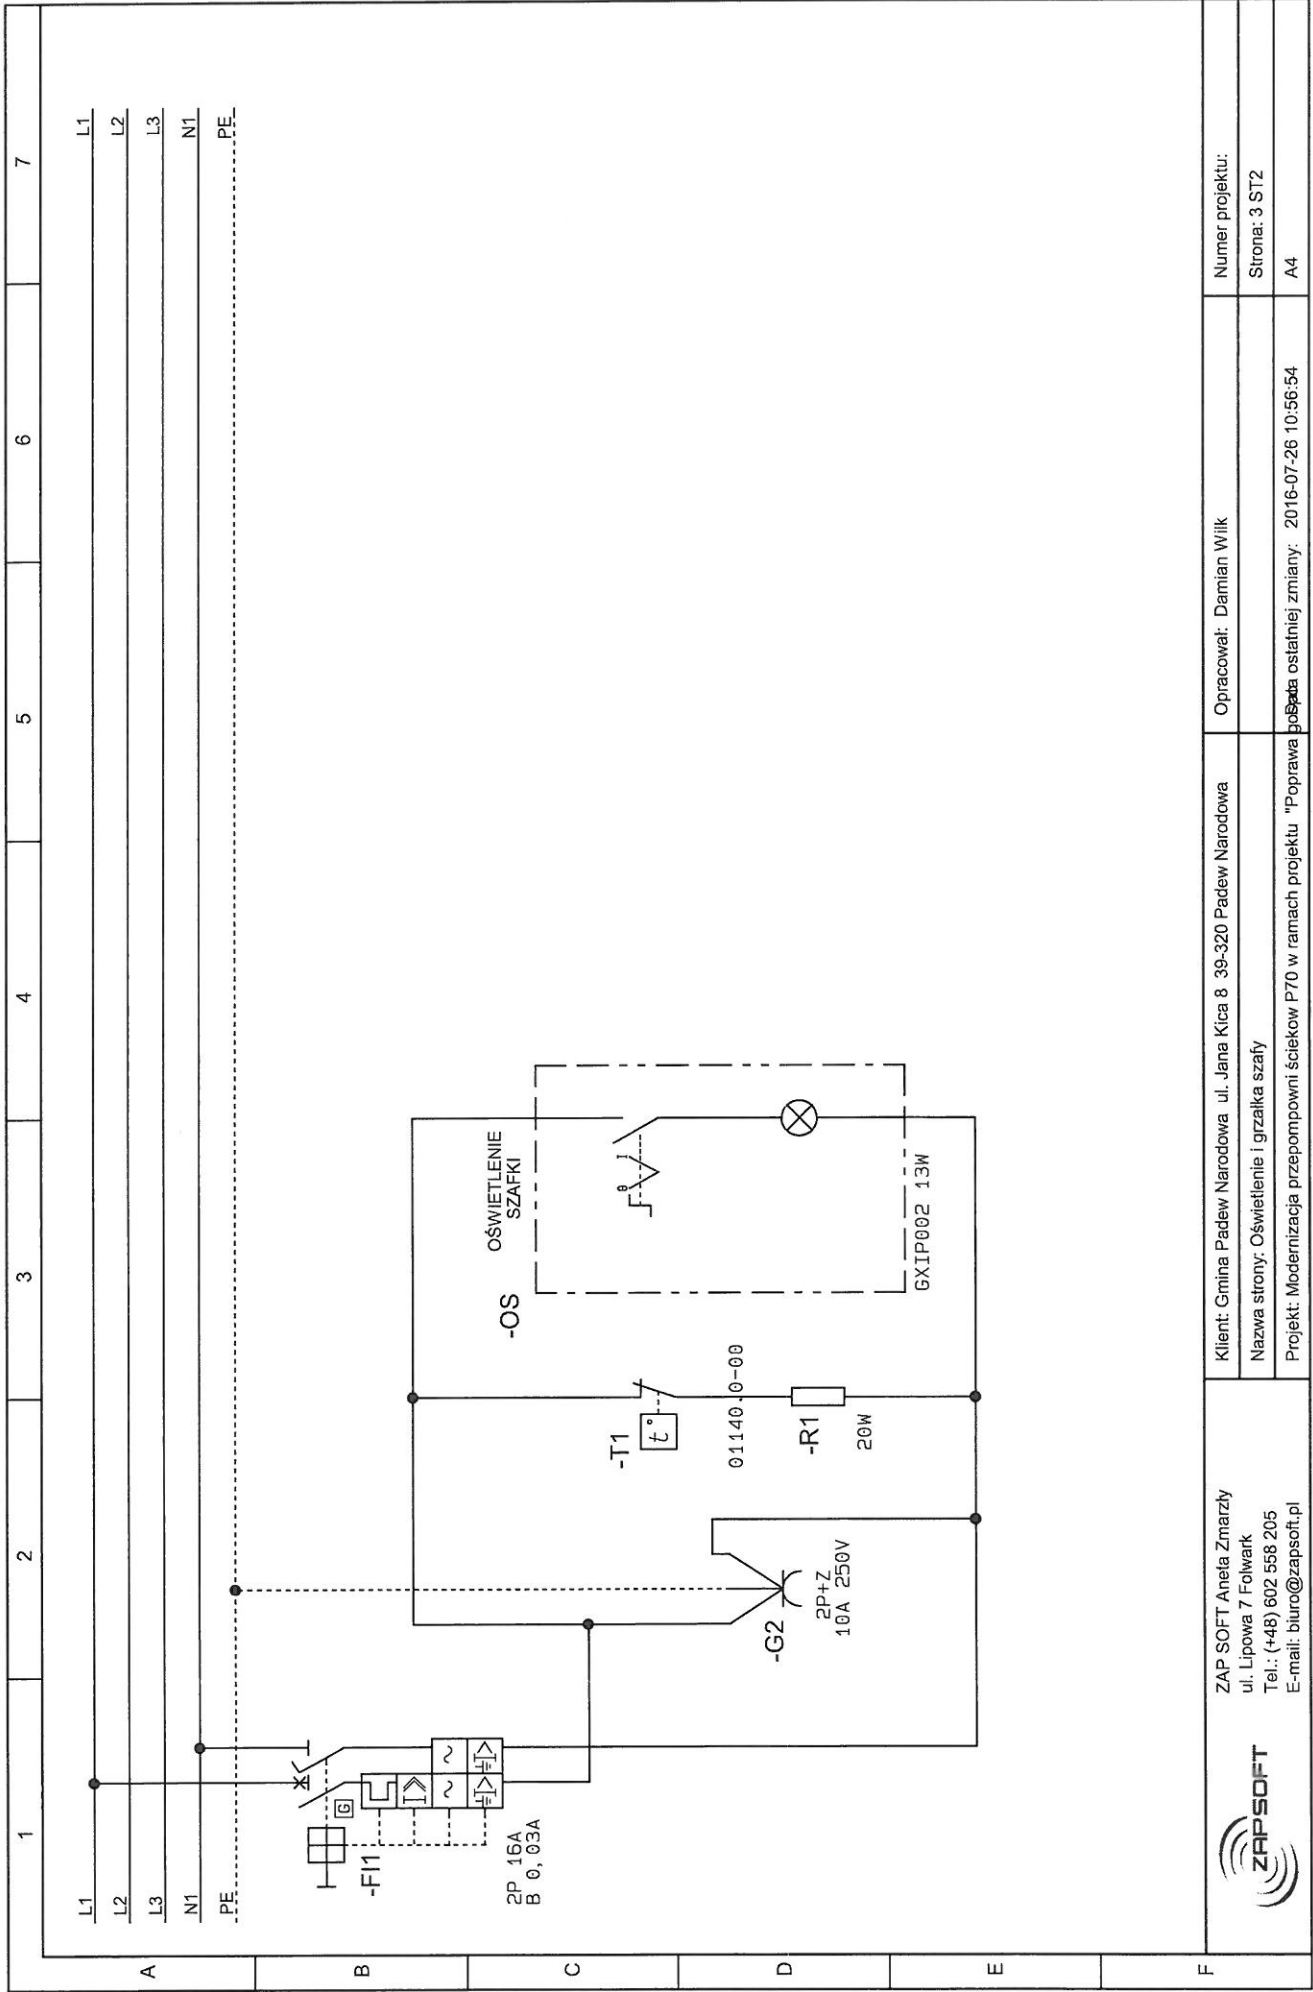 1
2
3
4
5
6
7
A
B
C
D
E
F
L1
L2
L3
N1
PE
L1
L2
L3
N1
PE
-FI1
G
2P 16A
B 0,03A
-G2
2P+Z
10A 250V
-T1
t°
01140.0-00
-R1
20W
-OS
OŚWIETLENIE
SZAFKI
0 I
GXIP002 13W
ZAPSOFT
ZAP SOFT Aneta Zmarzły
ul. Lipowa 7 Folwark
Tel.: (+48) 602 558 205
E-mail: biuro@zapsoft.pl
Klient: Gmina Padew Narodowa ul. Jana Kica 8 39-320 Padew Narodowa
Nazwa strony: Oświetlenie i grzałka szafy
Projekt: Modernizacja przepompowni ściekow P70 w ramach projektu "Poprawa
Opracował: Damian Wilk
ostatniej zmiany: 2016-07-26 10:56:54
Numer projektu:
Strona: 3 ST2
A4